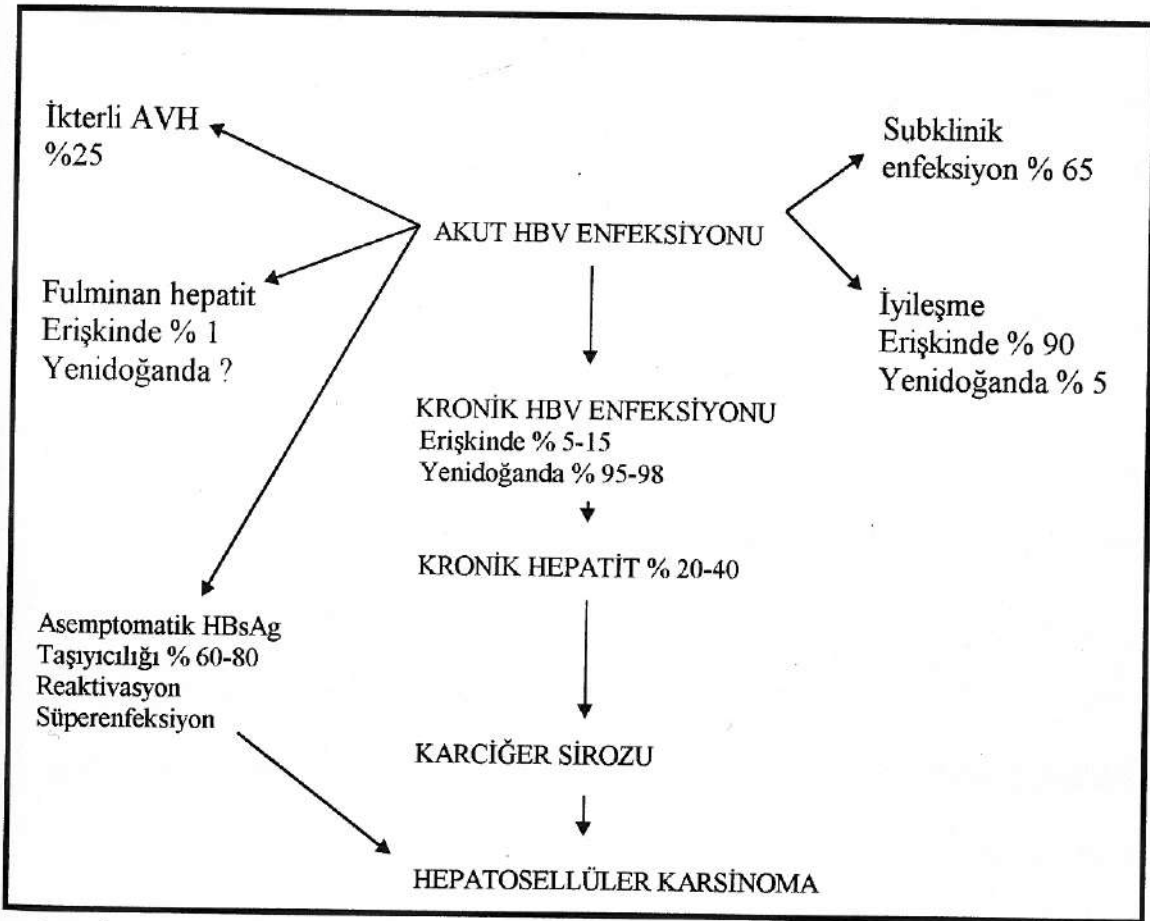 İkterli AVH
%25
Subklinik
enfeksiyon % 65
AKUT HBV ENFEKSİYONU
Fulminan hepatit
Erişkinde % 1
Yenidoğanda ?
İyileşme
Erişkinde % 90
Yenidoğanda % 5
KRONİK HBV ENFEKSİYONU
Erişkinde % 5-15
Yenidoğanda % 95-98
KRONİK HEPATİT % 20-40
Asemptomatik HBsAg
Taşıyıcılığı % 60-80
Reaktivasyon
Süperenfeksiyon
KARCİĞER SİROZU
HEPATOSELLÜLER KARSİNOMA